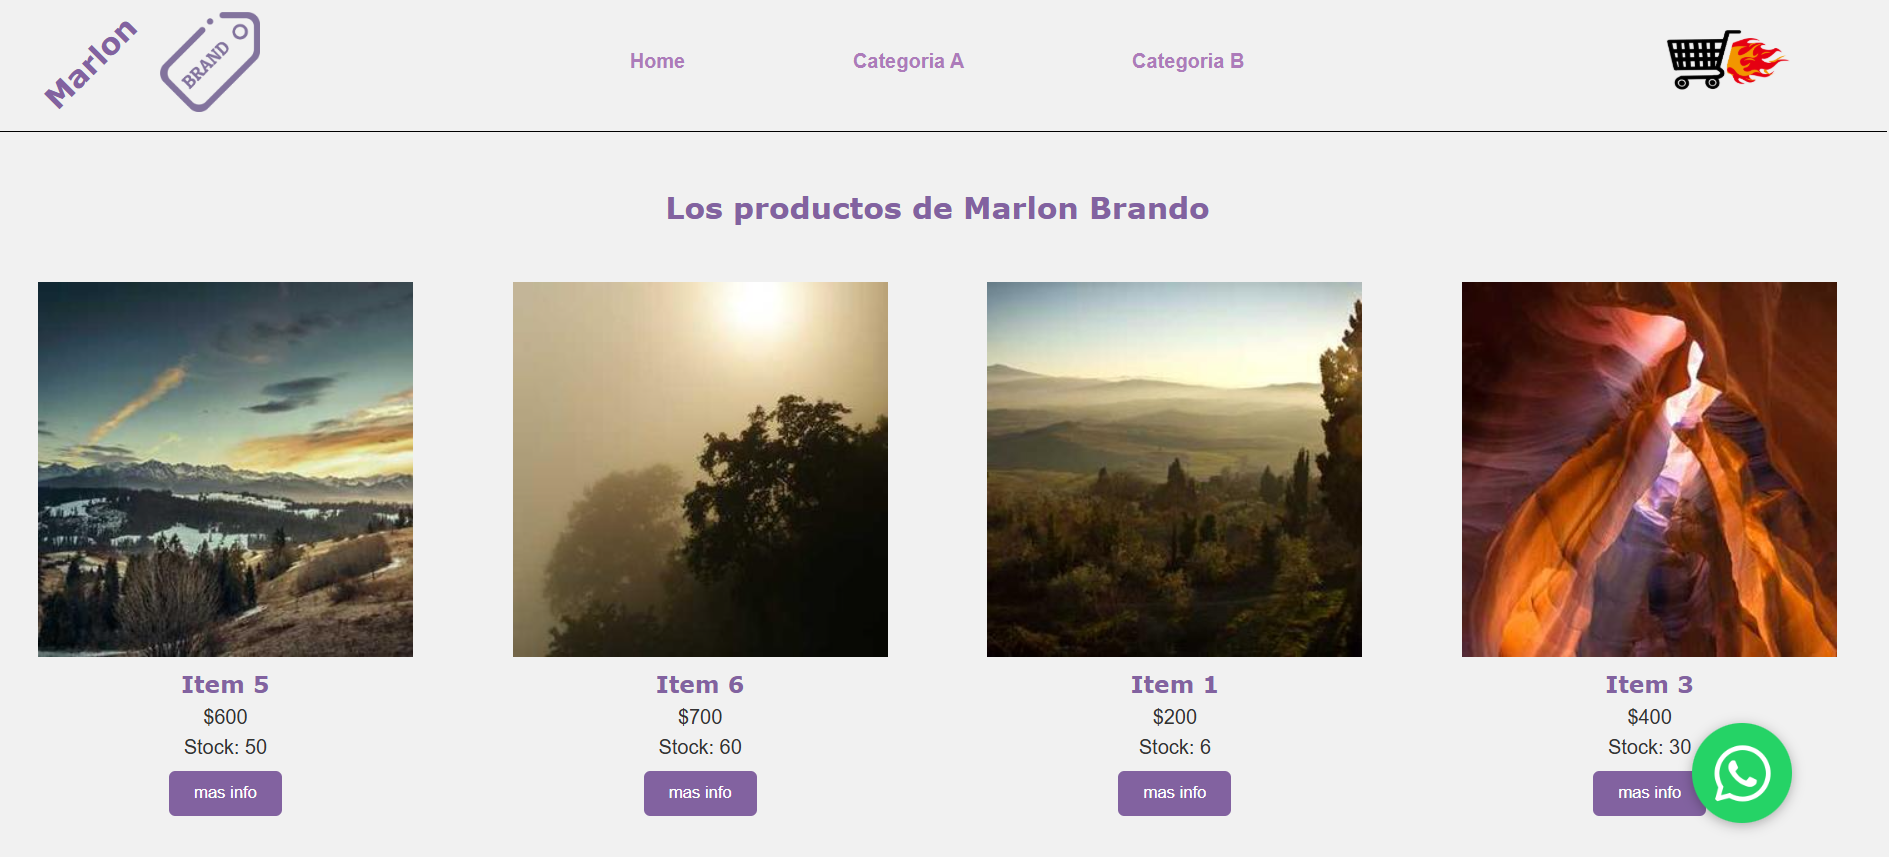 Marlon
BRAND
Home
Categoria A
Categoria B
Los productos de Marlon Brando
Item 5
$600
Stock: 50
mas info
Item 6
$700
Stock: 60
mas info
Item 1
$200
Stock: 6
mas info
Item 3
$400
Stock: 30
mas info